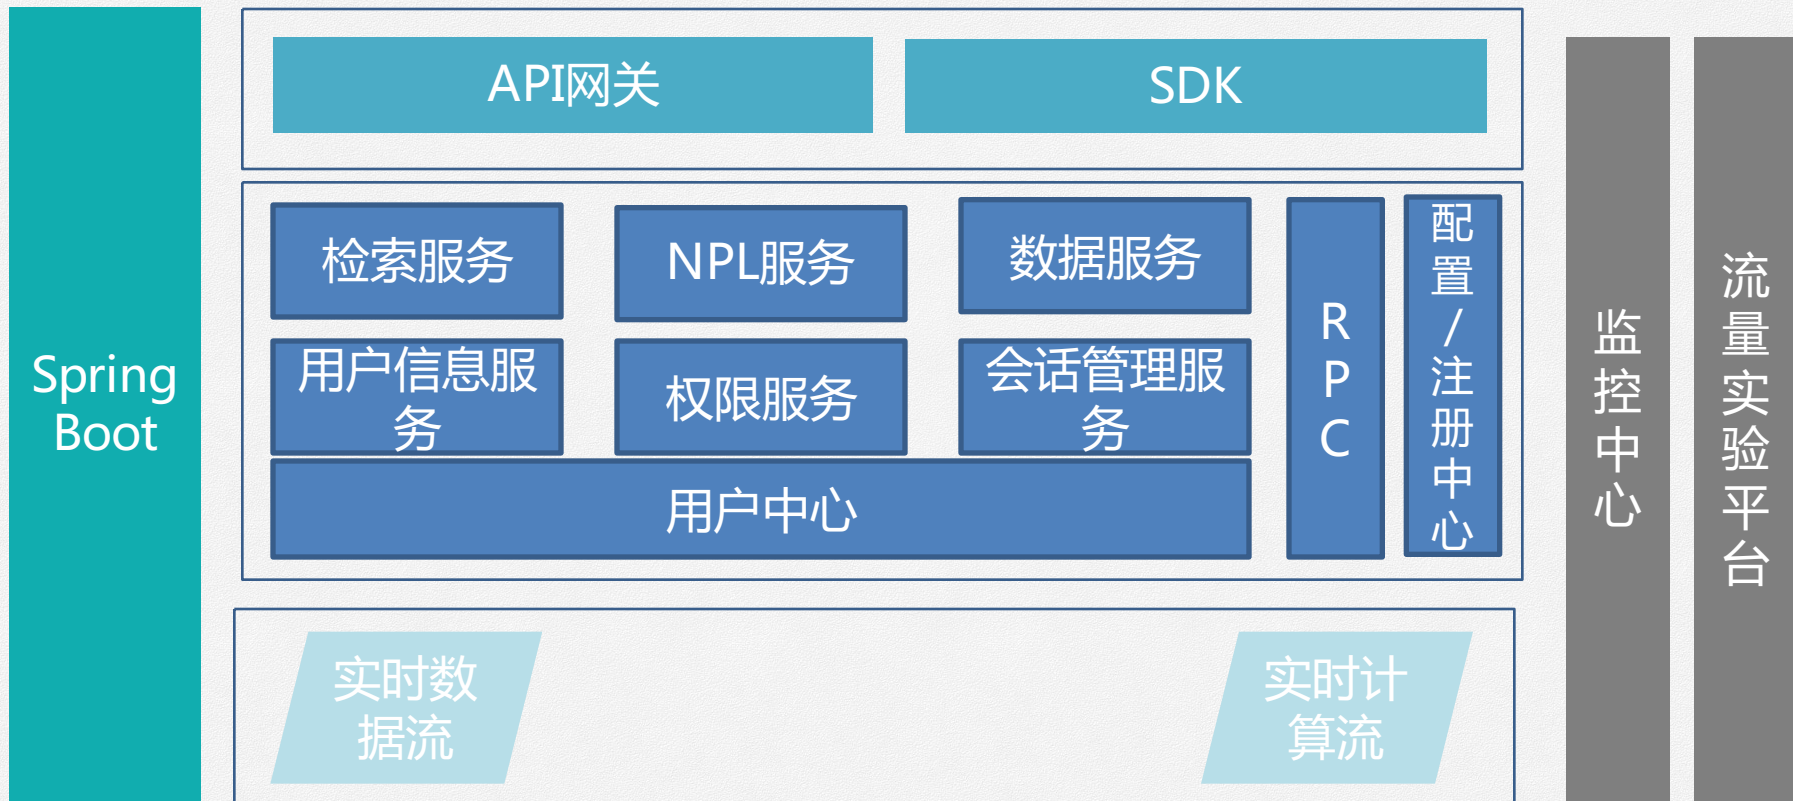 Spring
Boot
API网关
SDK
检索服务
NPL服务
数据服务
用户信息服
务
权限服务
会话管理服
务
用户中心
R
P
C
配
置
/
注
册
中
心
实时数
据流
实时计
算流
监
控
中
心
流
量
实
验
平
台